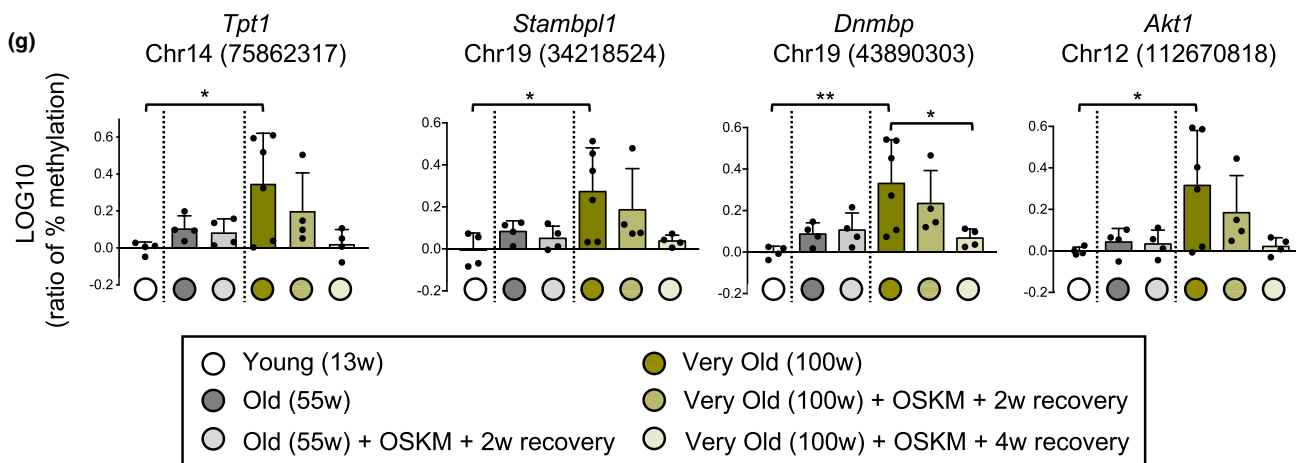 (g)
Tpt1
Chr14 (75862317)
Stambpl1
Chr19 (34218524)
Dnmbp
Chr19 (43890303)
Akt1
Chr12 (112670818)
LOG10
(ratio of % methylation)
*
0.6
0.4
0.2
0.0
-0.2
*
0.6
0.4
0.2
0.0
-0.2
**
*
0.6
0.4
0.2
0.0
-0.2
*
0.6
0.4
0.2
0.0
-0.2
Young (13w)
Old (55w)
Old (55w) + OSKM + 2w recovery
Very Old (100w)
Very Old (100w) + OSKM + 2w recovery
Very Old (100w) + OSKM + 4w recovery